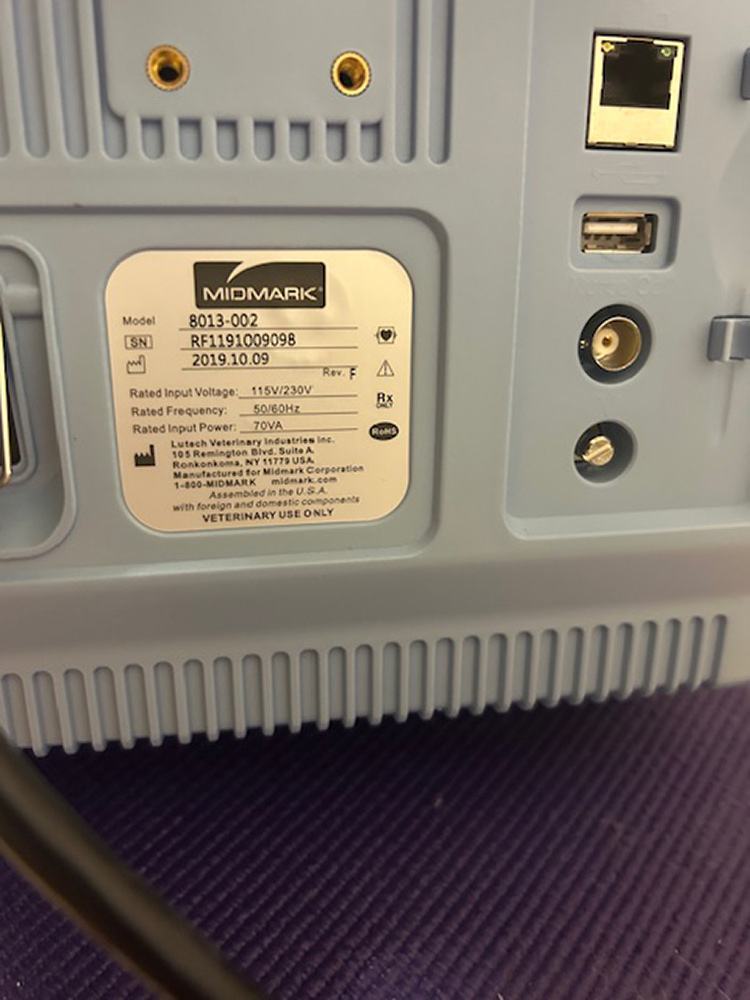 MIDMARK®
Model 8013-002
SN RF1191009098
2019.10.09
Rev. F
Rated Input Voltage: 115V/230V
Rated Frequency: 50/60Hz
Rated Input Power: 70VA
Rx
ONLY
RoHS
Lutech Veterinary Industries Inc.
105 Remington Blvd. Suite A.
Ronkonkoma, NY 11779 USA.
Manufactured for Midmark Corporation
1-800-MIDMARK midmark.com
Assembled in the U.S.A.
with foreign and domestic components
VETERINARY USE ONLY